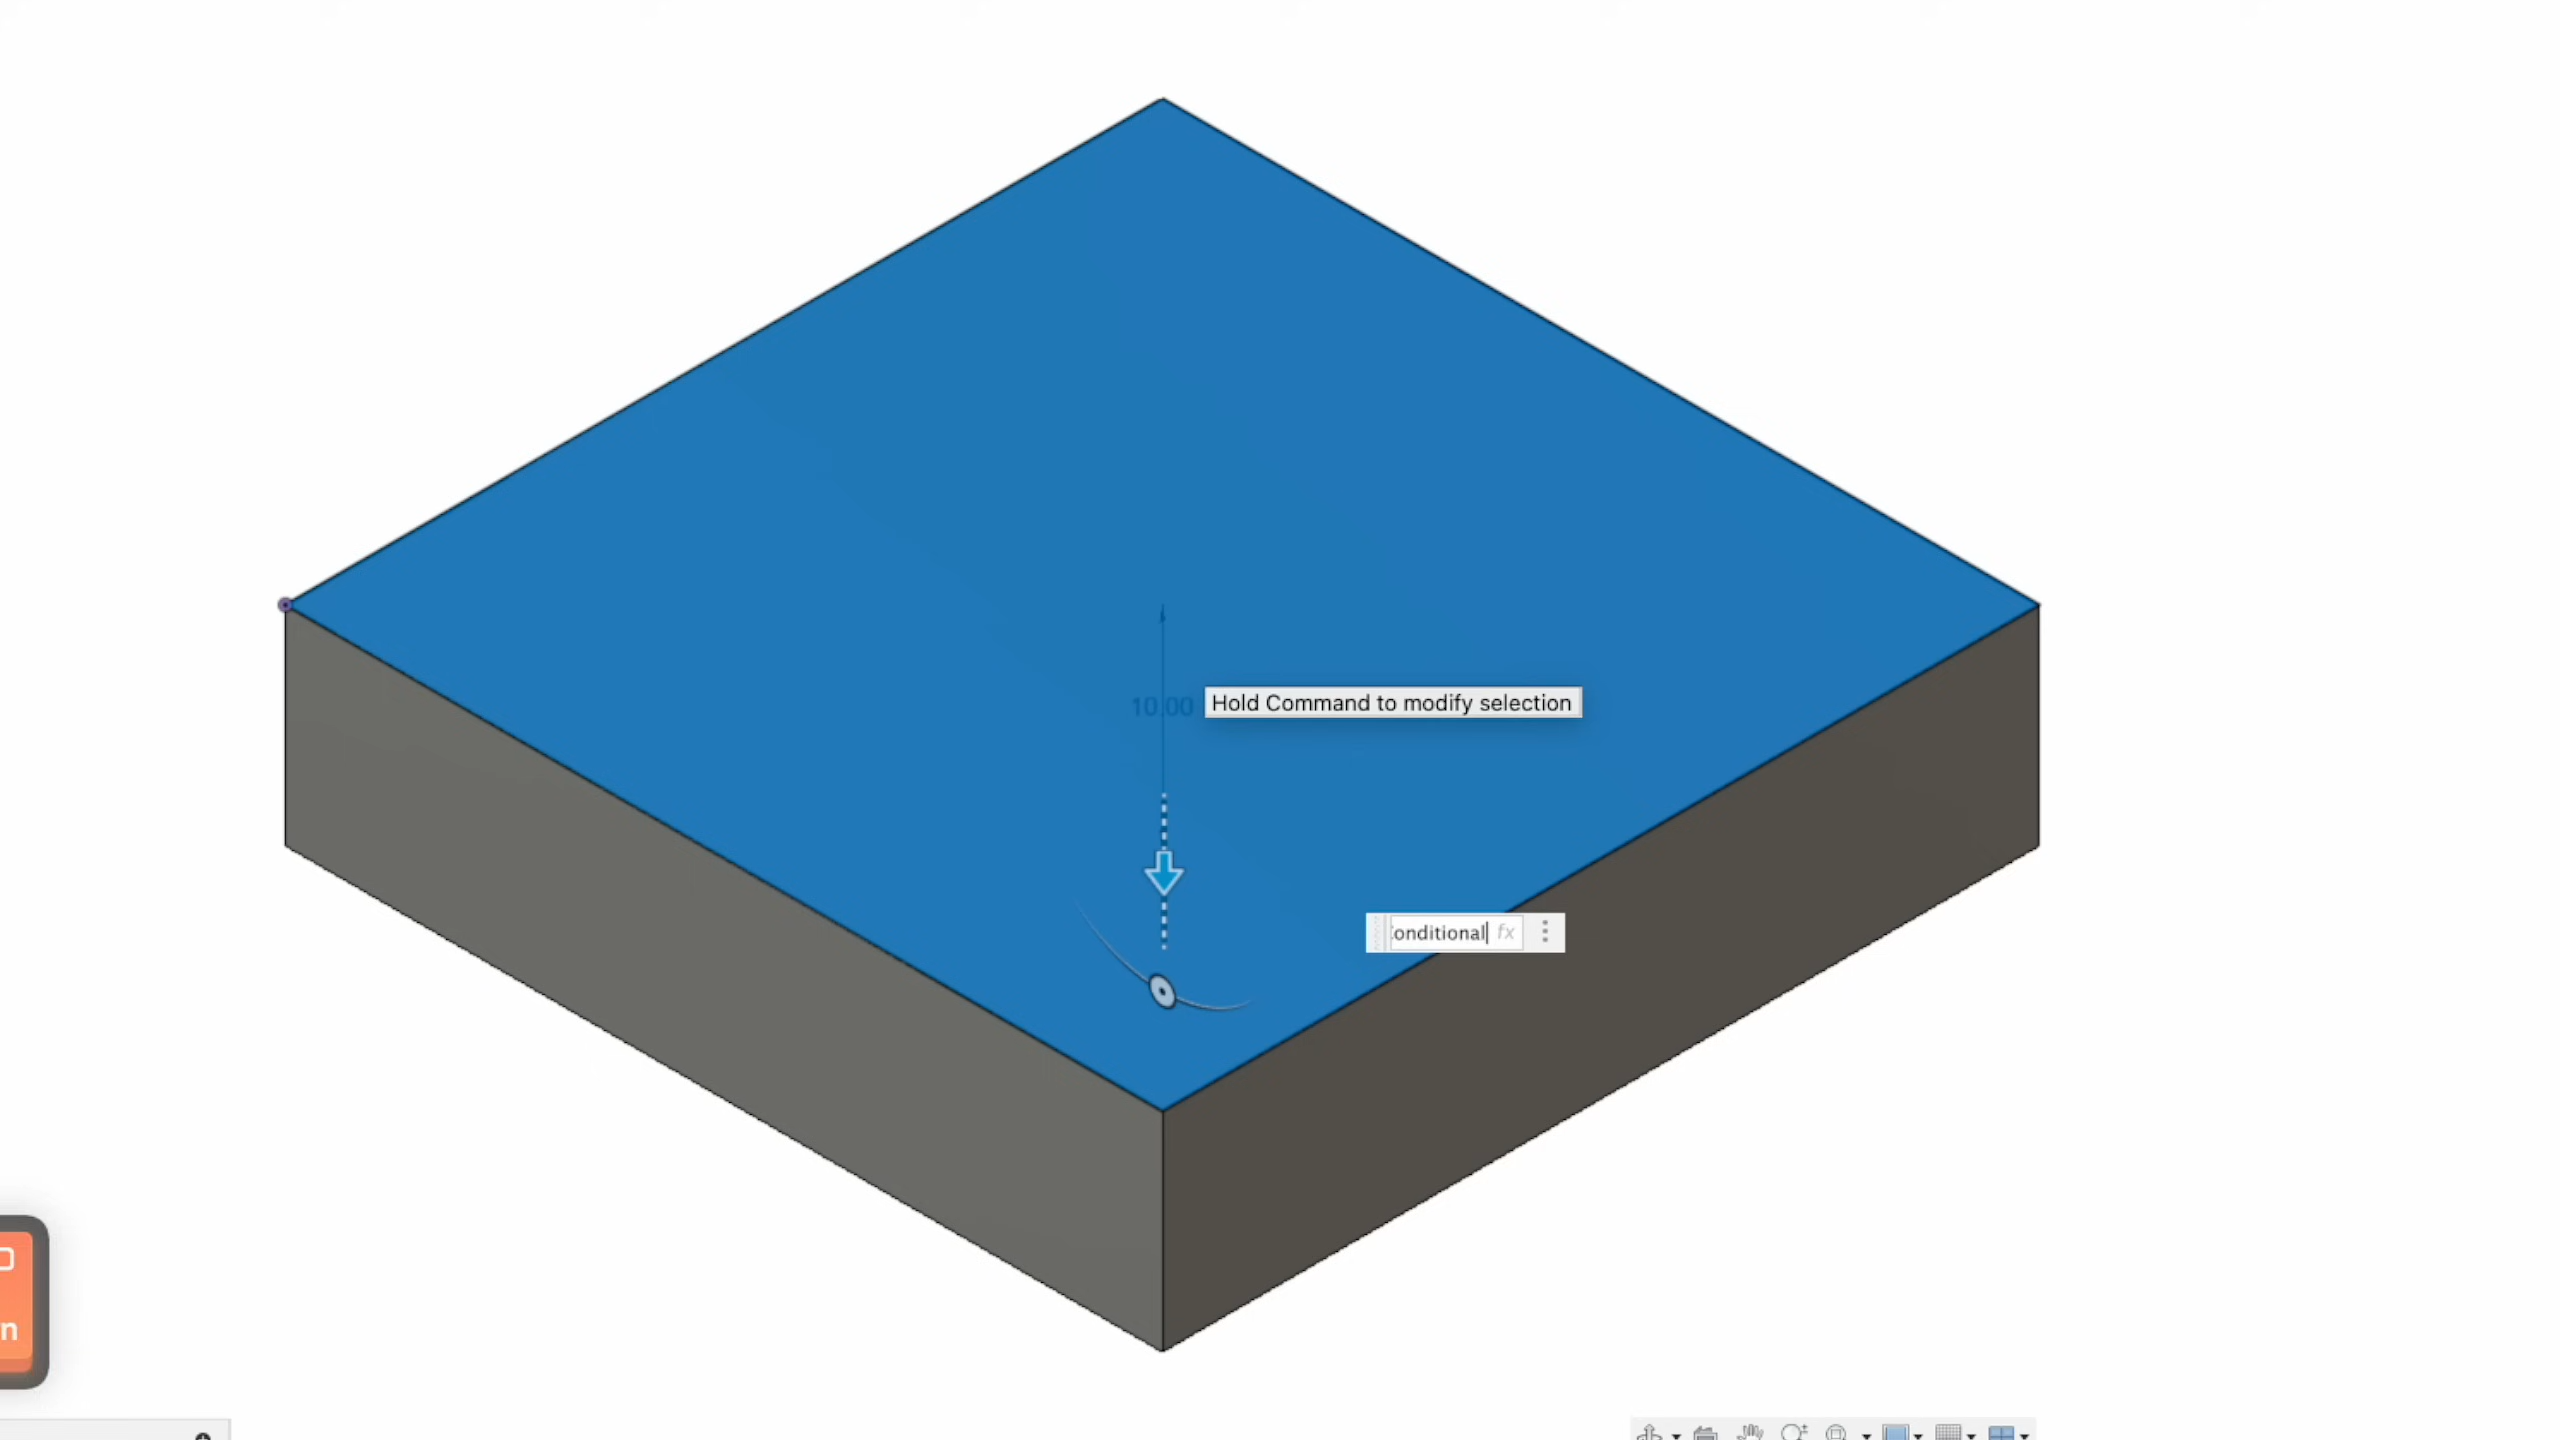 10.00
Hold Command to modify selection
onditional fx
n